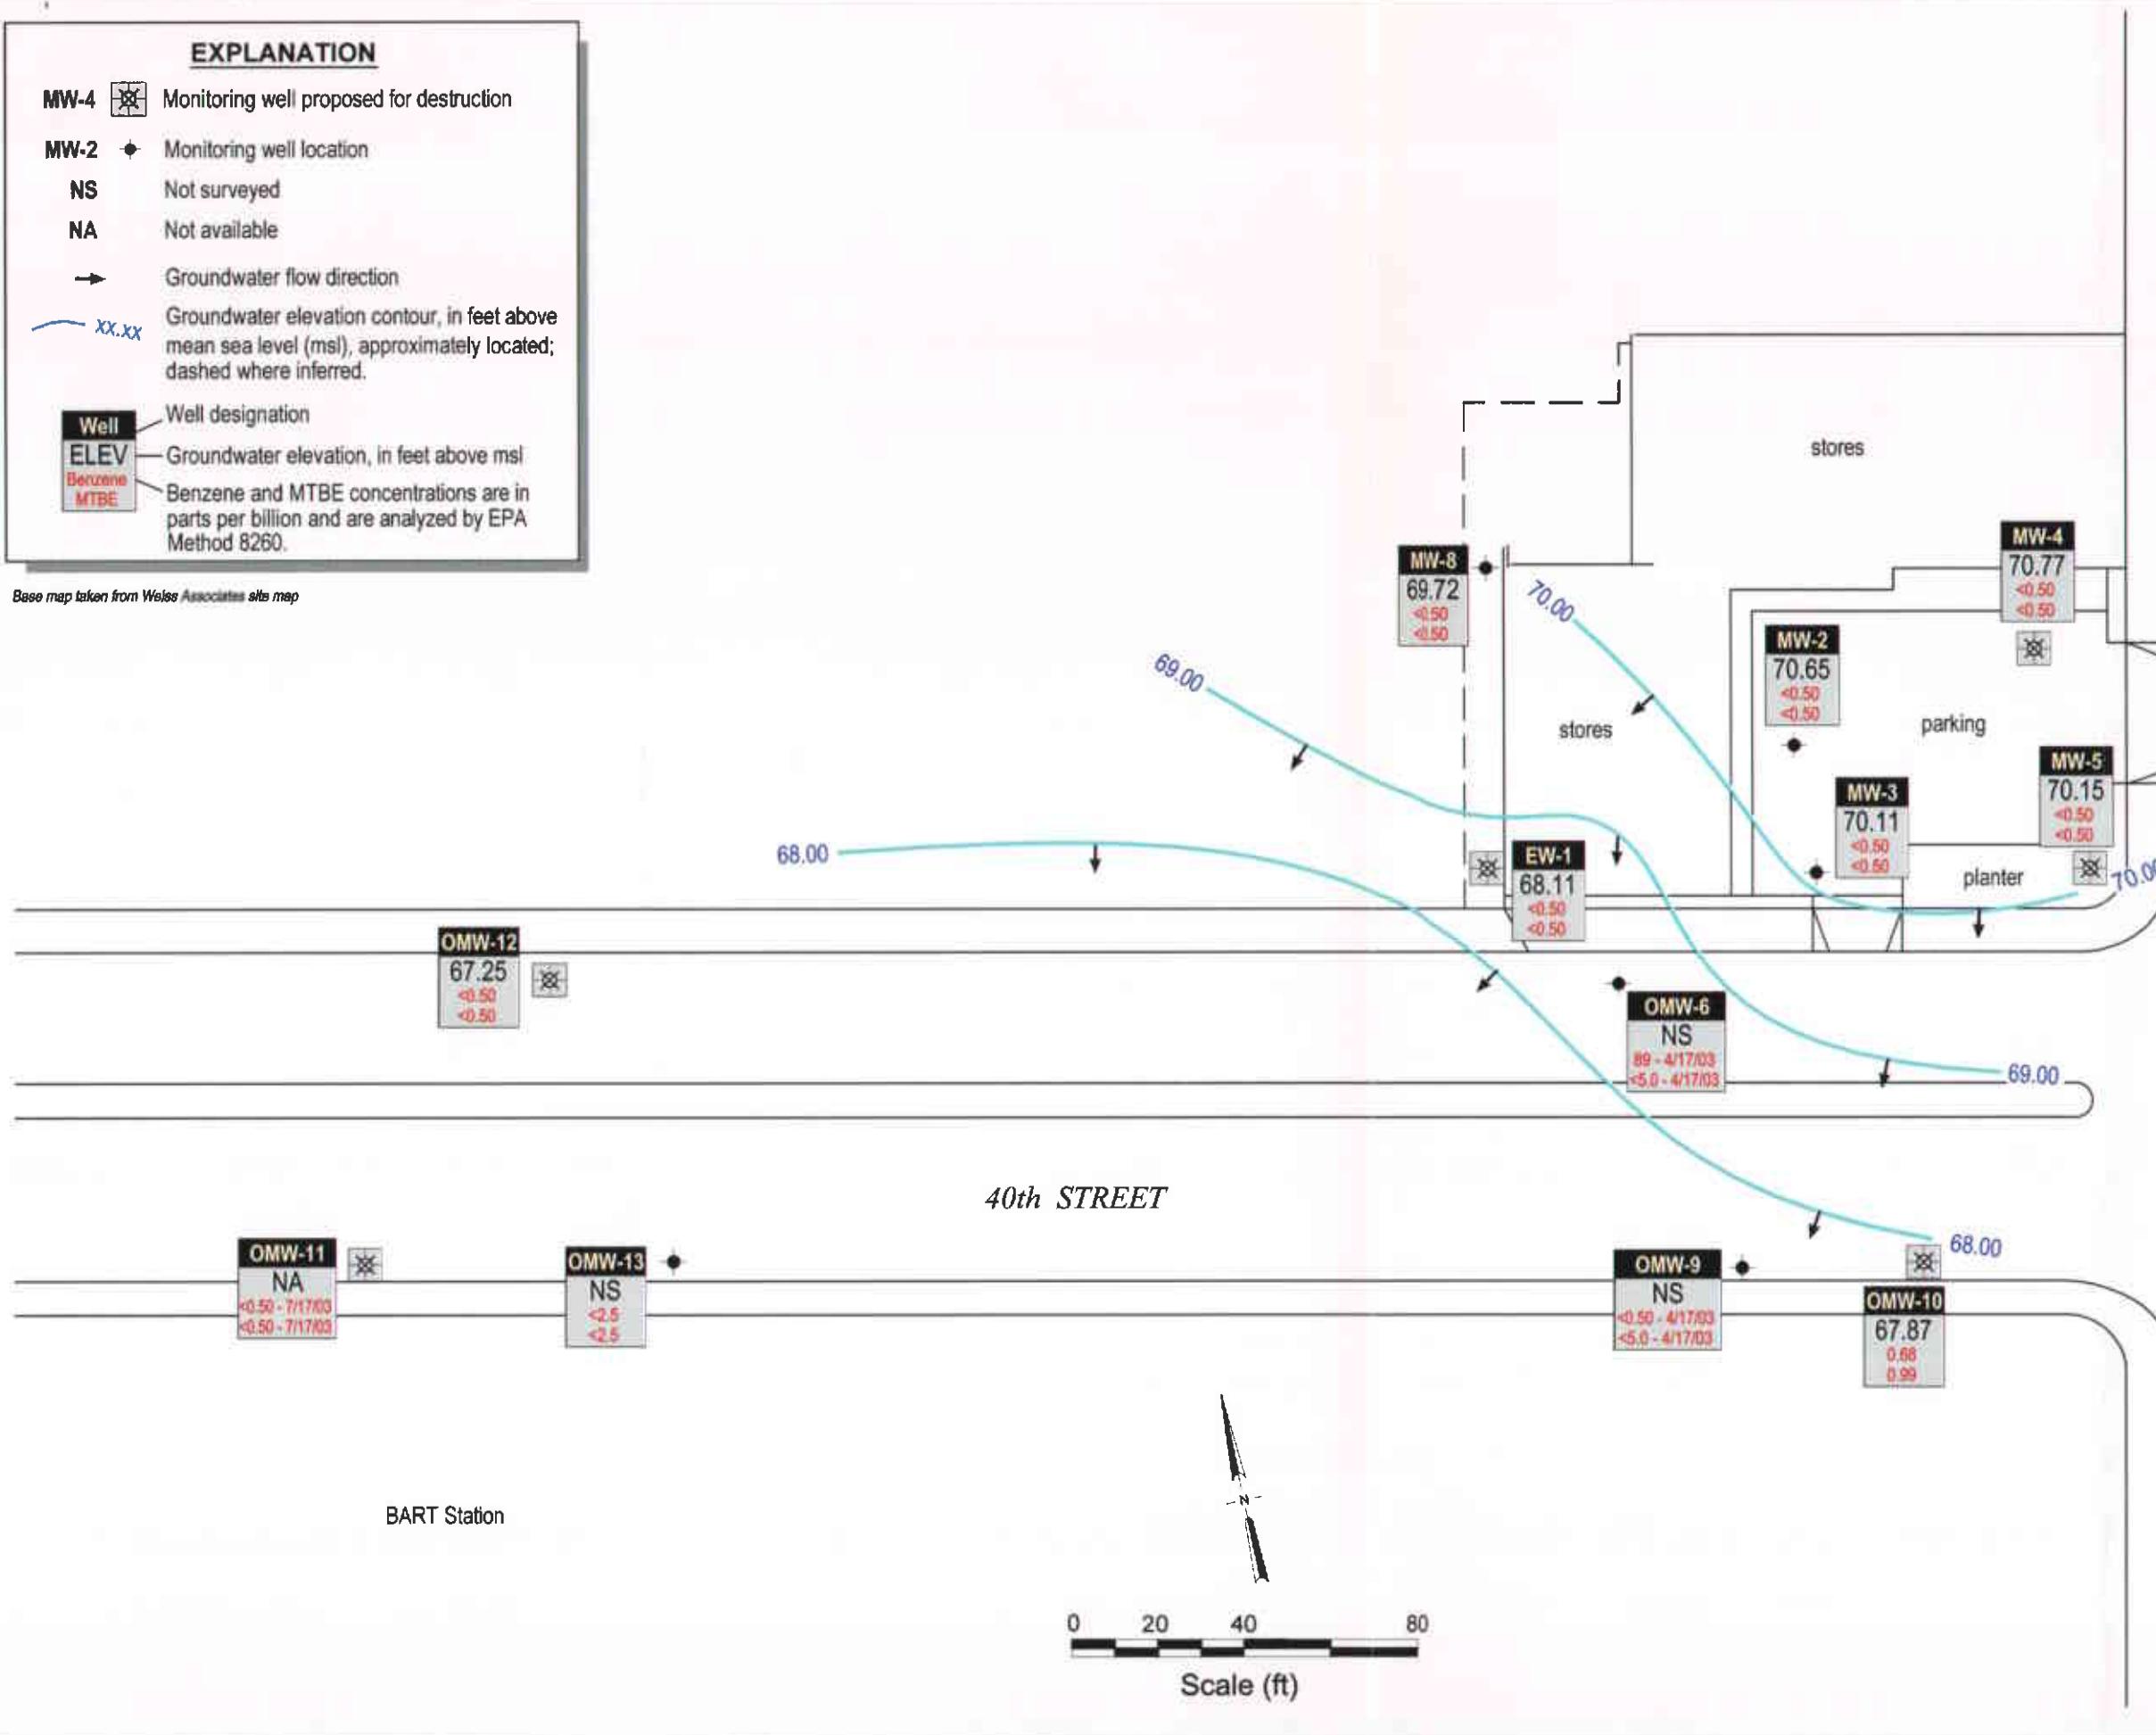 EXPLANATION
MW-4 Monitoring well proposed for destruction
MW-2 Monitoring well location
NS Not surveyed
NA Not available
Groundwater flow direction
XX.XX Groundwater elevation contour, in feet above
mean sea level (msl), approximately located;
dashed where inferred.
Well Well designation
ELEV Groundwater elevation, in feet above msl
Benzene
MTBE
Benzene and MTBE concentrations are in
parts per billion and are analyzed by EPA
Method 8260.
Base map taken from Weiss Associates site map
stores
MW-4
70.77
<0.50
<0.50
MW-8
69.72
<0.50
<0.50
70.00
MW-2
70.65
<0.50
<0.50
69.00
stores
parking
MW-5
70.15
<0.50
<0.50
MW-3
70.11
<0.50
<0.50
68.00
EW-1
68.11
<0.50
<0.50
planter
70.00
OMW-12
67.25
<0.50
<0.50
OMW-6
NS
89 - 4/17/03
<5.0 - 4/17/03
69.00
40th STREET
OMW-11
NA
<0.50 - 7/17/03
<0.50 - 7/17/03
OMW-13
NS
<2.5
<2.5
OMW-9
NS
<0.50 - 4/17/03
<5.0 - 4/17/03
68.00
OMW-10
67.87
0.68
0.99
N
BART Station
0 20 40 80
Scale (ft)